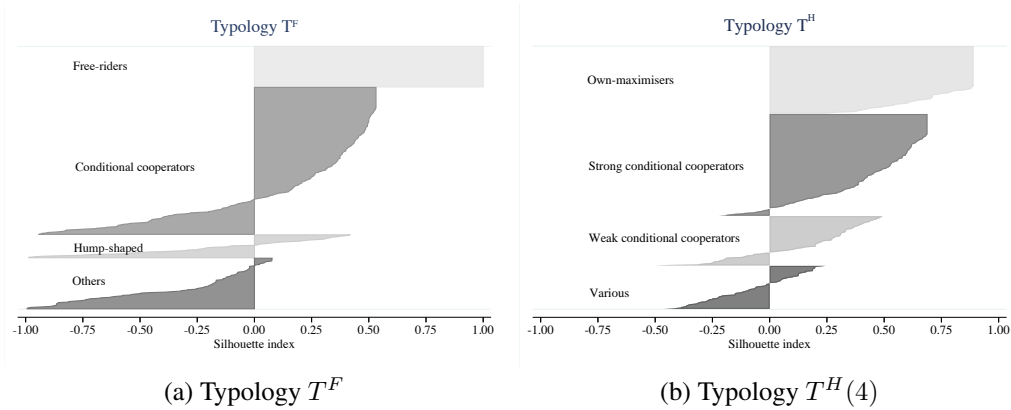 Typology T^F
Free-riders
Conditional cooperators
Hump-shaped
Others
-1.00 -0.75 -0.50 -0.25 0.00 0.25 0.50 0.75 1.00
Silhouette index
(a) Typology T^F
Typology T^H
Own-maximisers
Strong conditional cooperators
Weak conditional cooperators
Various
-1.00 -0.75 -0.50 -0.25 0.00 0.25 0.50 0.75 1.00
Silhouette index
(b) Typology T^H(4)